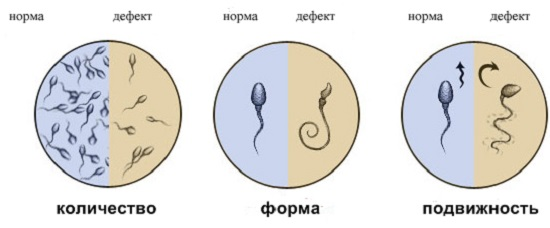 норма дефект норма дефект норма дефект
количество форма подвижность